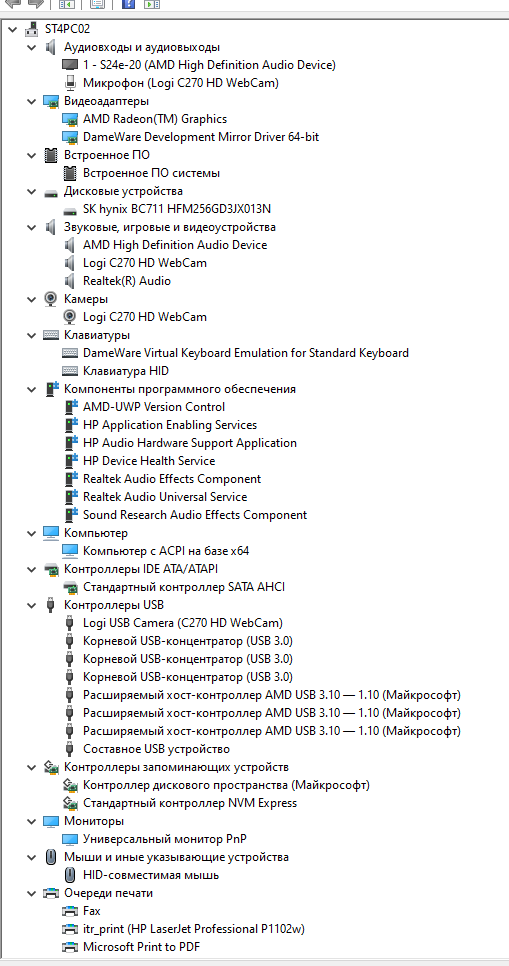 ST4PC02
Аудиовходы и аудиовыходы
1 - S24e-20 (AMD High Definition Audio Device)
Микрофон (Logi C270 HD WebCam)
Видеоадаптеры
AMD Radeon(TM) Graphics
DameWare Development Mirror Driver 64-bit
Встроенное ПО
Встроенное ПО системы
Дисковые устройства
SK hynix BC711 HFM256GD3JX013N
Звуковые, игровые и видеоустройства
AMD High Definition Audio Device
Logi C270 HD WebCam
Realtek(R) Audio
Камеры
Logi C270 HD WebCam
Клавиатуры
DameWare Virtual Keyboard Emulation for Standard Keyboard
Клавиатура HID
Компоненты программного обеспечения
AMD-UWP Version Control
HP Application Enabling Services
HP Audio Hardware Support Application
HP Device Health Service
Realtek Audio Effects Component
Realtek Audio Universal Service
Sound Research Audio Effects Component
Компьютер
Компьютер с ACPI на базе x64
Контроллеры IDE ATA/ATAPI
Стандартный контроллер SATA AHCI
Контроллеры USB
Logi USB Camera (C270 HD WebCam)
Корневой USB-концентратор (USB 3.0)
Корневой USB-концентратор (USB 3.0)
Корневой USB-концентратор (USB 3.0)
Расширяемый хост-контроллер AMD USB 3.10 — 1.10 (Майкрософт)
Расширяемый хост-контроллер AMD USB 3.10 — 1.10 (Майкрософт)
Расширяемый хост-контроллер AMD USB 3.10 — 1.10 (Майкрософт)
Составное USB устройство
Контроллеры запоминающих устройств
Контроллер дискового пространства (Майкрософт)
Стандартный контроллер NVM Express
Мониторы
Универсальный монитор PnP
Мыши и иные указывающие устройства
HID-совместимая мышь
Очереди печати
Fax
itr_print (HP LaserJet Professional P1102w)
Microsoft Print to PDF